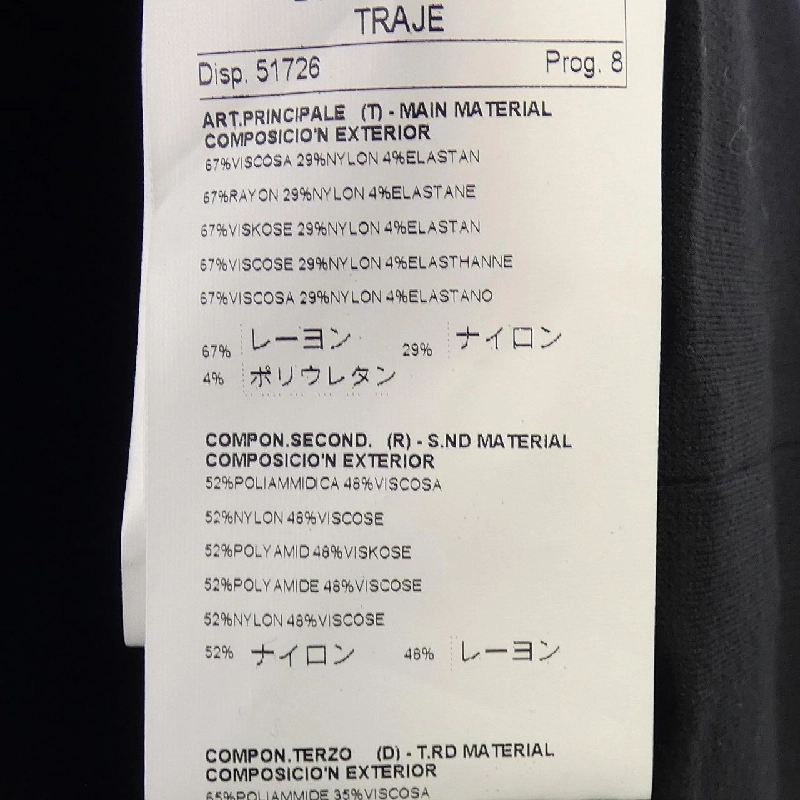 TRAJE
Disp. 51726 Prog. 8
ART.PRINCIPALE (T) - MAIN MATERIAL
COMPOSICIO'N EXTERIOR
67%VISCOSA 29%NYLON 4%ELASTAN
67%RAYON 29%NYLON 4%ELASTANE
67%VISKOSE 29%NYLON 4%ELASTAN
67%VISCOSE 29%NYLON 4%ELASTHANNE
67%VISCOSA 29%NYLON 4%ELASTANO
67% レーヨン 29% ナイロン
4% ポリウレタン
COMPON.SECOND. (R) - S.ND MATERIAL
COMPOSICIO'N EXTERIOR
52%POLIAMMIDICA 48%VISCOSA
52%NYLON 48%VISCOSE
52%POLYAMID 48%VISKOSE
52%POLYAMIDE 48%VISCOSE
52%NYLON 48%VISCOSE
52% ナイロン 48% レーヨン
COMPON.TERZO (D) - T.RD MATERIAL
COMPOSICIO'N EXTERIOR
65%POLIAMMIDE 35%VISCOSA